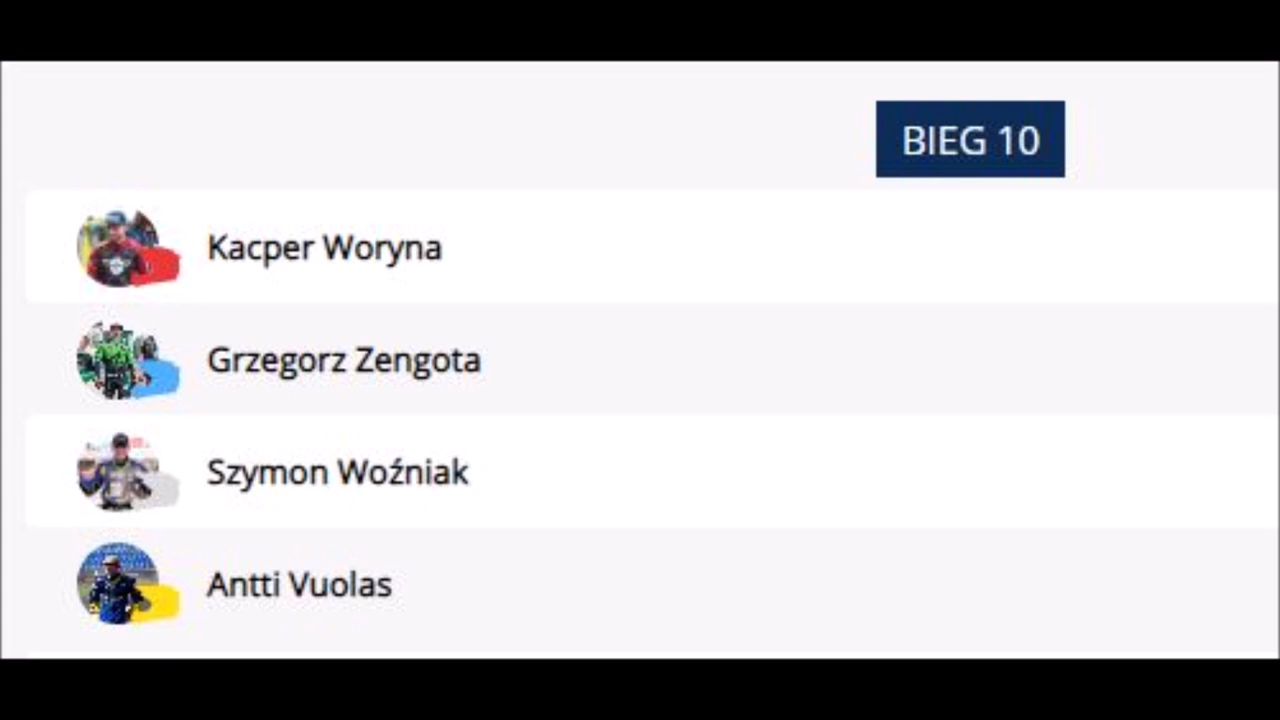 BIEG 10
Kacper Woryna
Grzegorz Zengota
Szymon Woźniak
Antti Vuolas